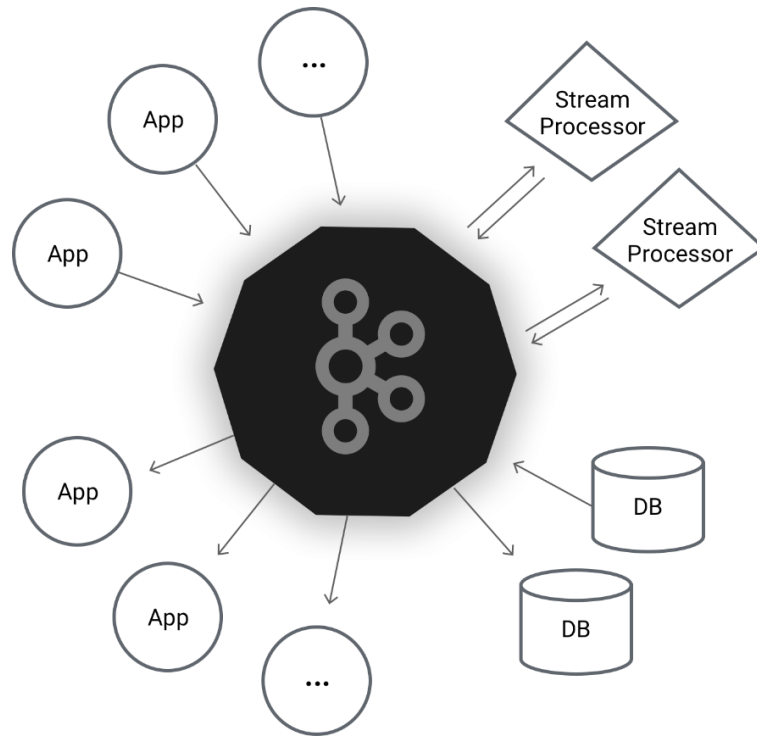 ...
App
App
Stream
Processor
Stream
Processor
App
App
...
DB
DB